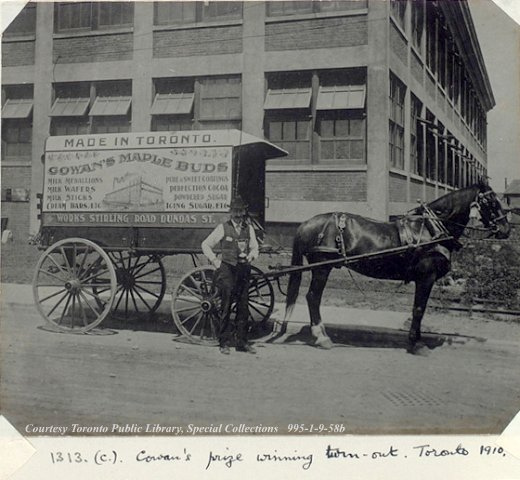 MADE IN TORONTO.
COWAN'S MAPLE BUDS
MILK MEDALLIONS
MILK WAFERS
MILK STICKS
CREAM BARS ETC
PURE & SWEET COATINGS
PERFECTION COCOA
POWDERED SUGAR
ICING SUGAR, ETC
WORKS STIRLING ROAD DUNDAS ST.
Courtesy Toronto Public Library, Special Collections 995-1-9-58b
1313. (c). Cowan's prize winning turn-out. Toronto 1910.